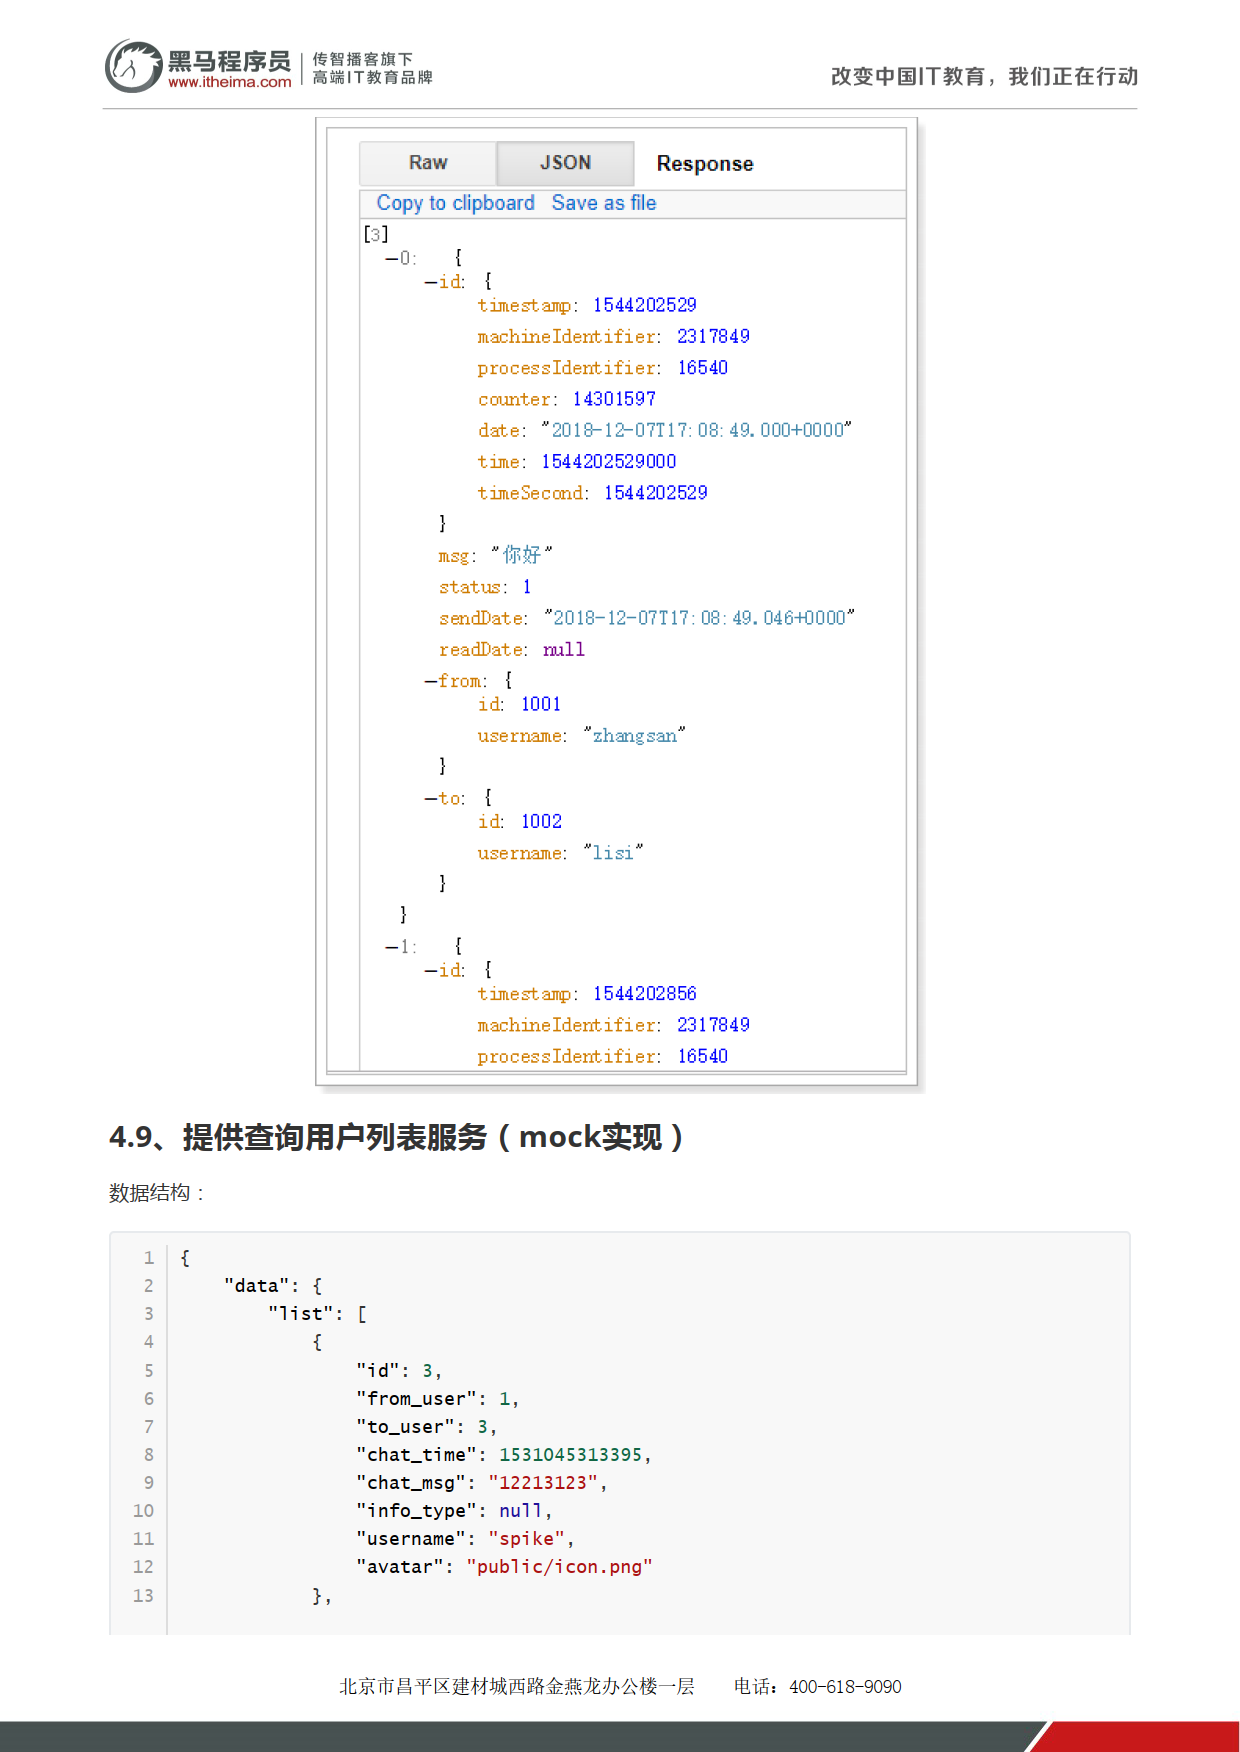 黑马程序员
www.itheima.com
传智播客旗下
高端IT教育品牌
改变中国IT教育，我们正在行动
Raw JSON Response
Copy to clipboard Save as file
[3]
—0: {
—id: {
timestamp: 1544202529
machineIdentifier: 2317849
processIdentifier: 16540
counter: 14301597
date: "2018-12-07T17:08:49.000+0000"
time: 1544202529000
timeSecond: 1544202529
}
msg: "你好"
status: 1
sendDate: "2018-12-07T17:08:49.046+0000"
readDate: null
—from: {
id: 1001
username: "zhangsan"
}
—to: {
id: 1002
username: "lisi"
}
}
—1: {
—id: {
timestamp: 1544202856
machineIdentifier: 2317849
processIdentifier: 16540
4.9、提供查询用户列表服务（mock实现）
数据结构：
1 {
2 "data": {
3 "list": [
4 {
5 "id": 3,
6 "from_user": 1,
7 "to_user": 3,
8 "chat_time": 1531045313395,
9 "chat_msg": "12213123",
10 "info_type": null,
11 "username": "spike",
12 "avatar": "public/icon.png"
13 },
北京市昌平区建材城西路金燕龙办公楼一层 电话：400-618-9090